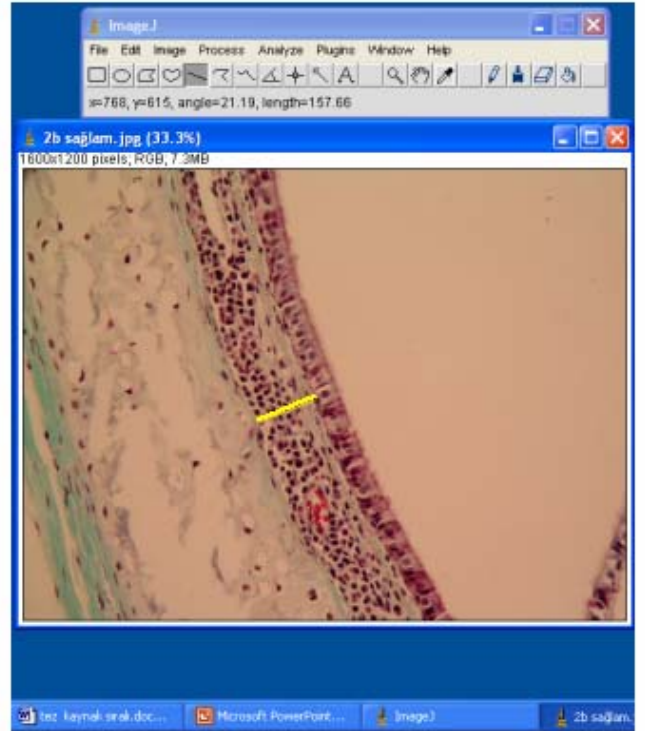 ImageJ
File Edit Image Process Analyze Plugins Window Help
x=768, y=615, angle=21.19, length=157.66
2b sağlam.jpg (33.3%)
1600x1200 pixels; RGB; 7.3MB
tez kaynak sıralı.doc... Microsoft PowerPoint... ImageJ 2b sağlam.